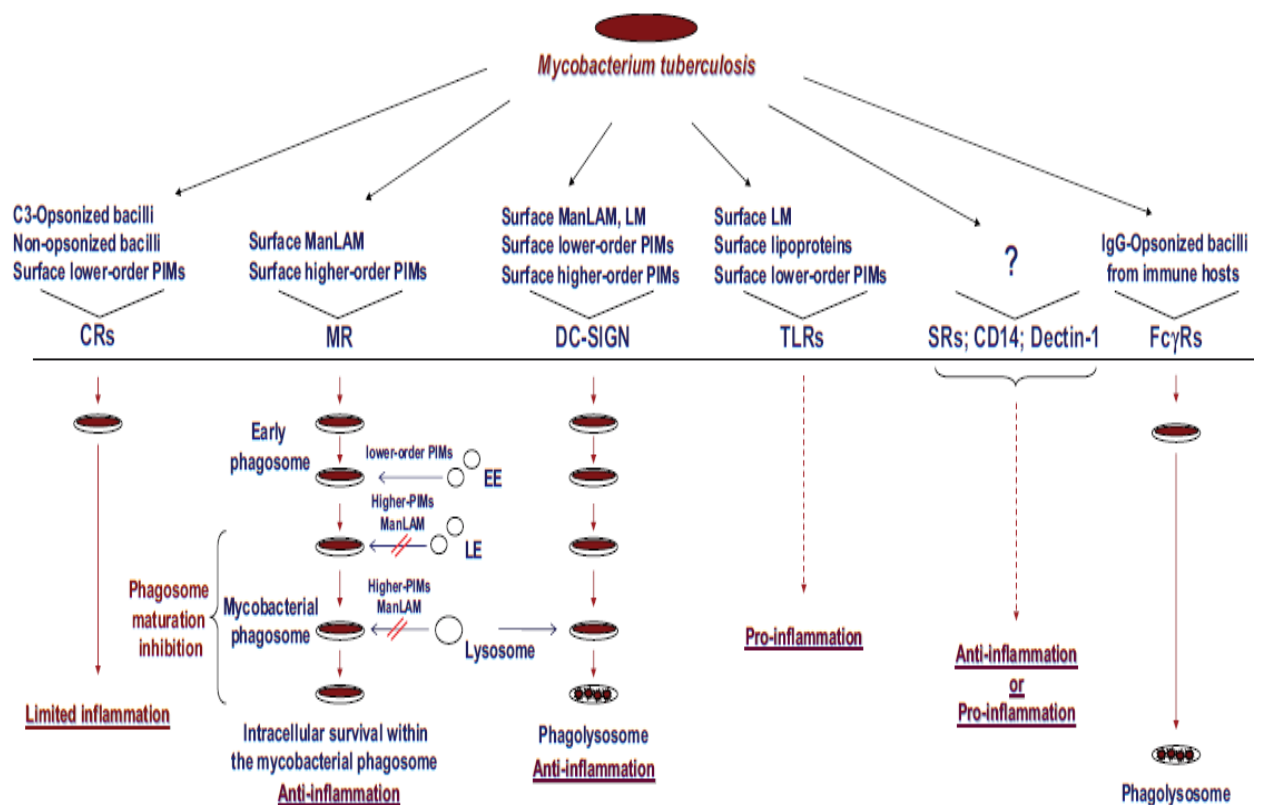 Mycobacterium tuberculosis
C3-Opsonized bacilli
Non-opsonized bacilli
Surface lower-order PIMs
CRs
Surface ManLAM
Surface higher-order PIMs
MR
Surface ManLAM, LM
Surface lower-order PIMs
Surface higher-order PIMs
DC-SIGN
Surface LM
Surface lipoproteins
Surface lower-order PIMs
TLRs
?
SRs; CD14; Dectin-1
IgG-Opsonized bacilli
from immune hosts
FcγRs
Early
phagosome
lower-order PIMs
EE
Higher-PIMs
ManLAM
LE
Phagosome
maturation
inhibition
Mycobacterial
phagosome
Higher-PIMs
ManLAM
Lysosome
Limited inflammation
Intracellular survival within
the mycobacterial phagosome
Anti-inflammation
Phagolysosome
Anti-inflammation
Pro-inflammation
Anti-inflammation
or
Pro-inflammation
Phagolysosome